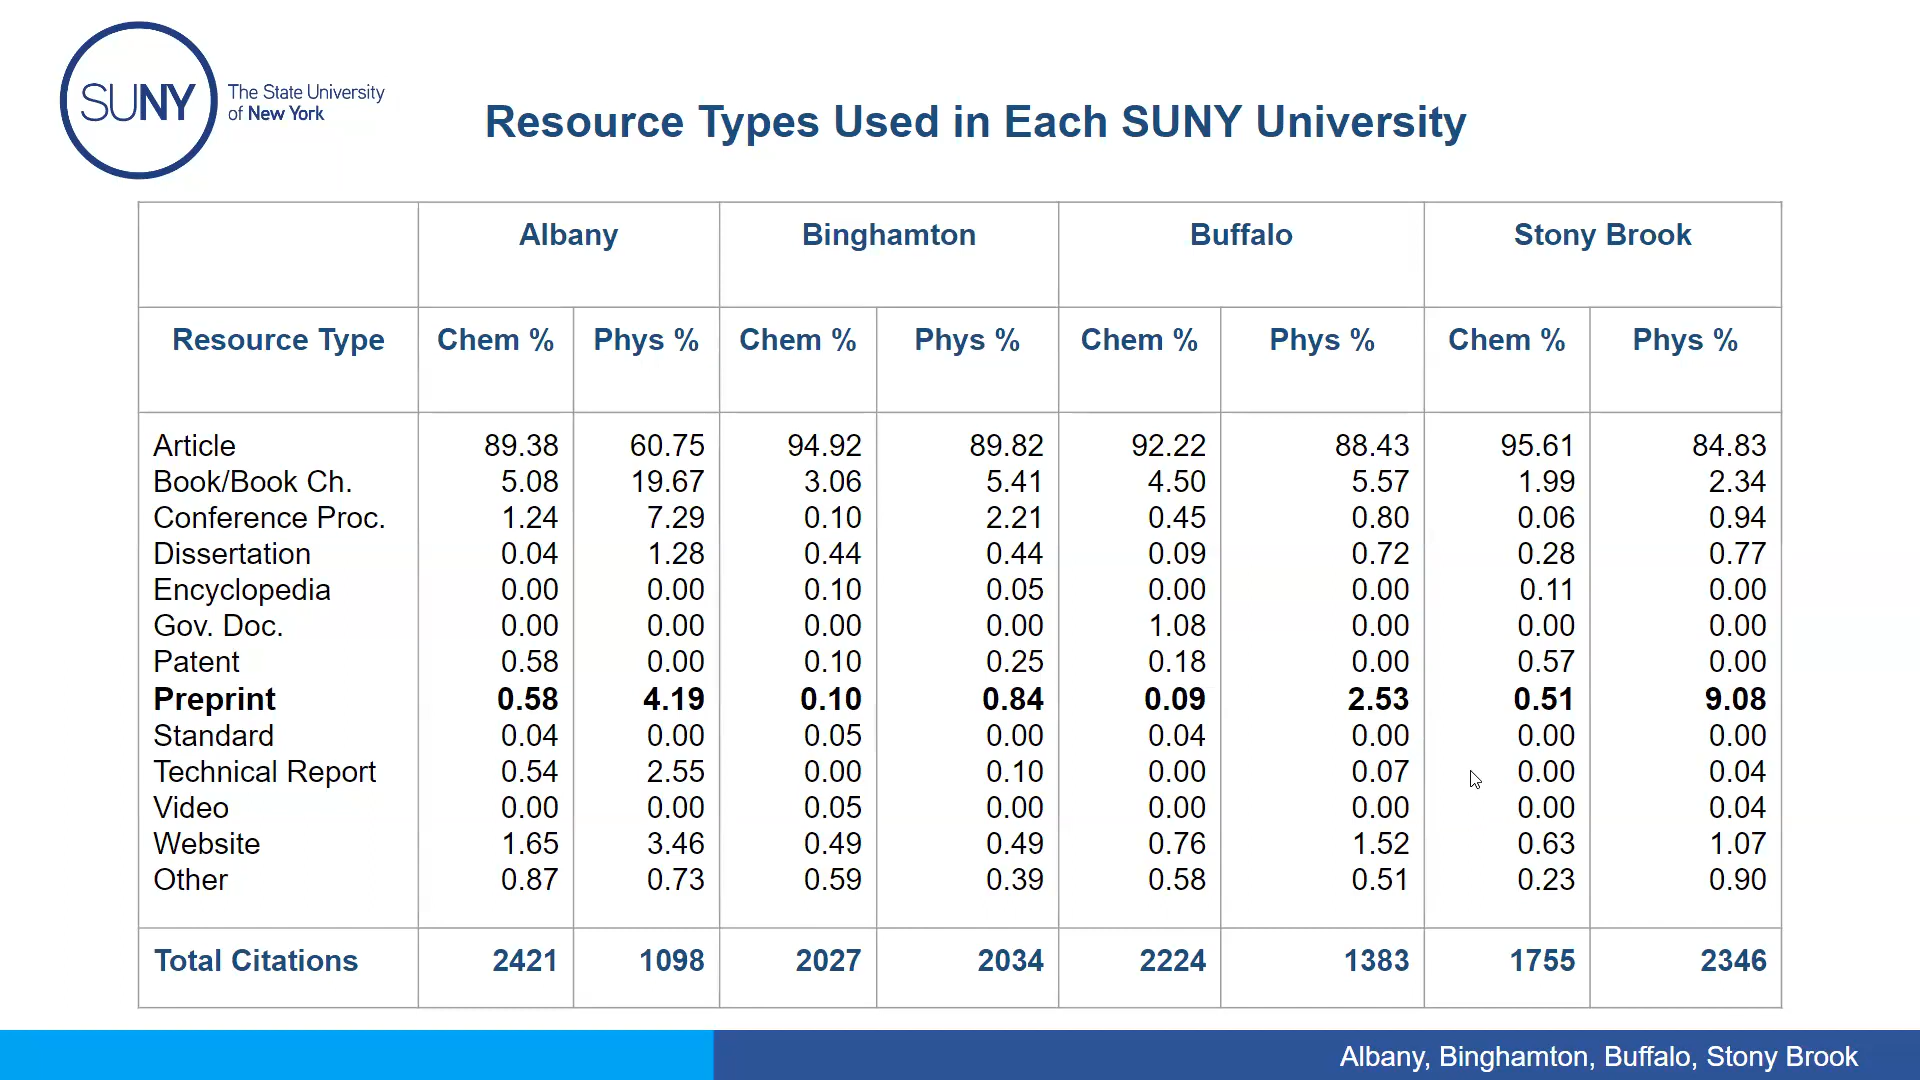 SUNY
The State University
of New York
Resource Types Used in Each SUNY University
Albany Binghamton Buffalo Stony Brook
Resource Type Chem % Phys % Chem % Phys % Chem % Phys % Chem % Phys %
Article 89.38 60.75 94.92 89.82 92.22 88.43 95.61 84.83
Book/Book Ch. 5.08 19.67 3.06 5.41 4.50 5.57 1.99 2.34
Conference Proc. 1.24 7.29 0.10 2.21 0.45 0.80 0.06 0.94
Dissertation 0.04 1.28 0.44 0.44 0.09 0.72 0.28 0.77
Encyclopedia 0.00 0.00 0.10 0.05 0.00 0.00 0.11 0.00
Gov. Doc. 0.00 0.00 0.00 0.00 1.08 0.00 0.00 0.00
Patent 0.58 0.00 0.10 0.25 0.18 0.00 0.57 0.00
Preprint 0.58 4.19 0.10 0.84 0.09 2.53 0.51 9.08
Standard 0.04 0.00 0.05 0.00 0.04 0.00 0.00 0.00
Technical Report 0.54 2.55 0.00 0.10 0.00 0.07 0.00 0.04
Video 0.00 0.00 0.05 0.00 0.00 0.00 0.00 0.04
Website 1.65 3.46 0.49 0.49 0.76 1.52 0.63 1.07
Other 0.87 0.73 0.59 0.39 0.58 0.51 0.23 0.90
Total Citations 2421 1098 2027 2034 2224 1383 1755 2346
Albany, Binghamton, Buffalo, Stony Brook